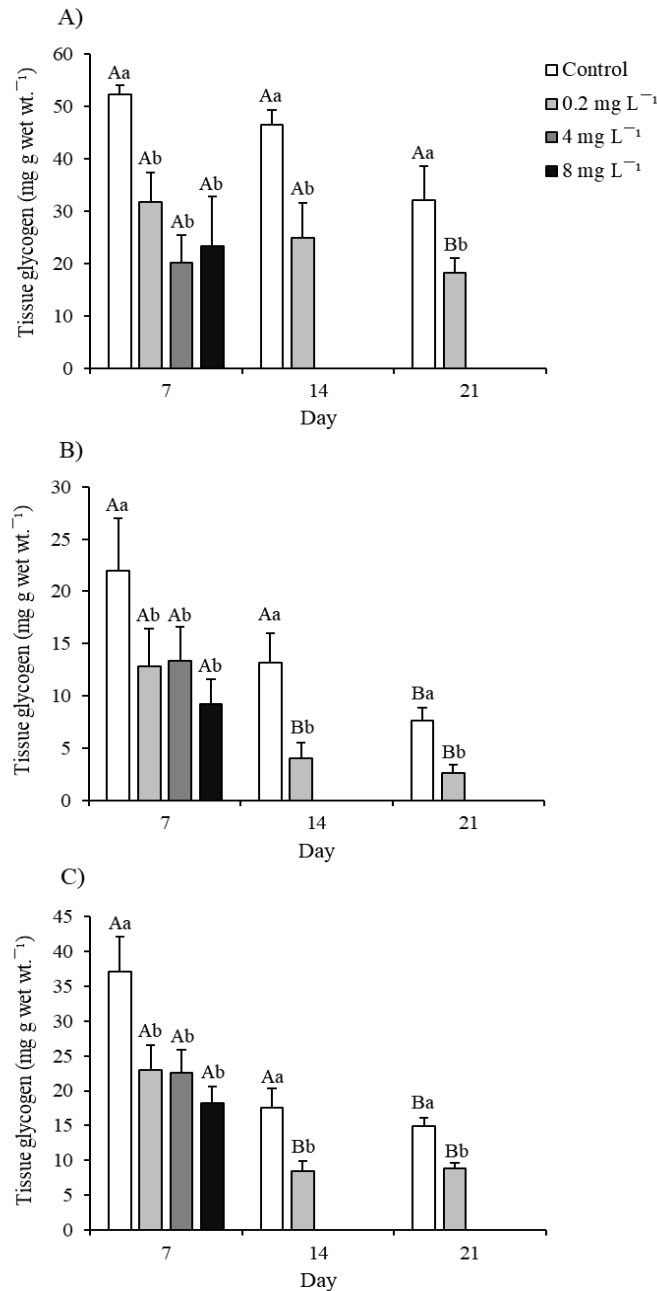 A)
Tissue glycogen (mg g wet wt.⁻¹)
60
50
40
30
20
10
0
Aa
Ab
Ab
Ab
Aa
Ab
Aa
Bb
Control
0.2 mg L⁻¹
4 mg L⁻¹
8 mg L⁻¹
7
14
21
Day
B)
Tissue glycogen (mg g wet wt.⁻¹)
30
25
20
15
10
5
0
Aa
Ab
Ab
Ab
Aa
Bb
Ba
Bb
7
14
21
Day
C)
Tissue glycogen (mg g wet wt.⁻¹)
45
40
35
30
25
20
15
10
5
0
Aa
Ab
Ab
Ab
Aa
Bb
Ba
Bb
7
14
21
Day